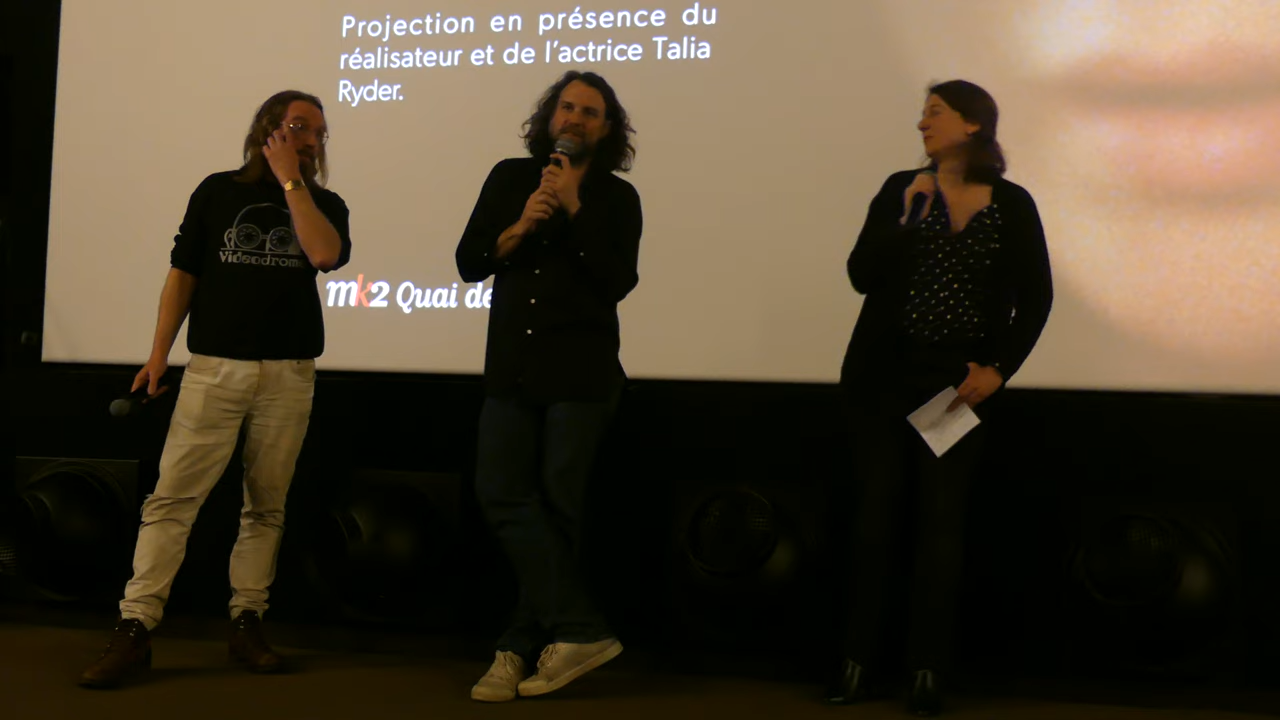 Projection en présence du
réalisateur et de l'actrice Talia
Ryder.
Videodrome
mk2 Quai de